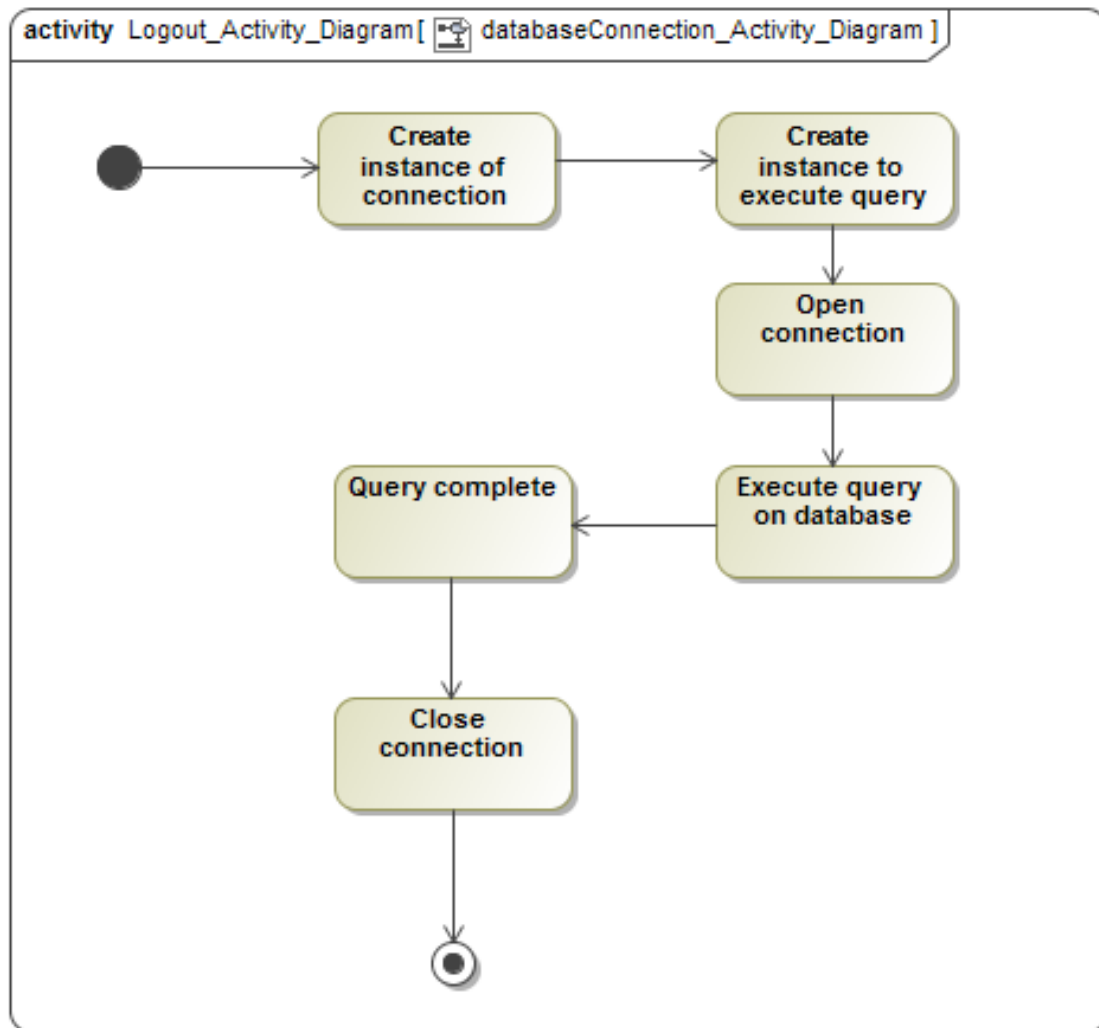 activity Logout_Activity_Diagram[ databaseConnection_Activity_Diagram ]
Create
instance of
connection
Create
instance to
execute query
Open
connection
Execute query
on database
Query complete
Close
connection